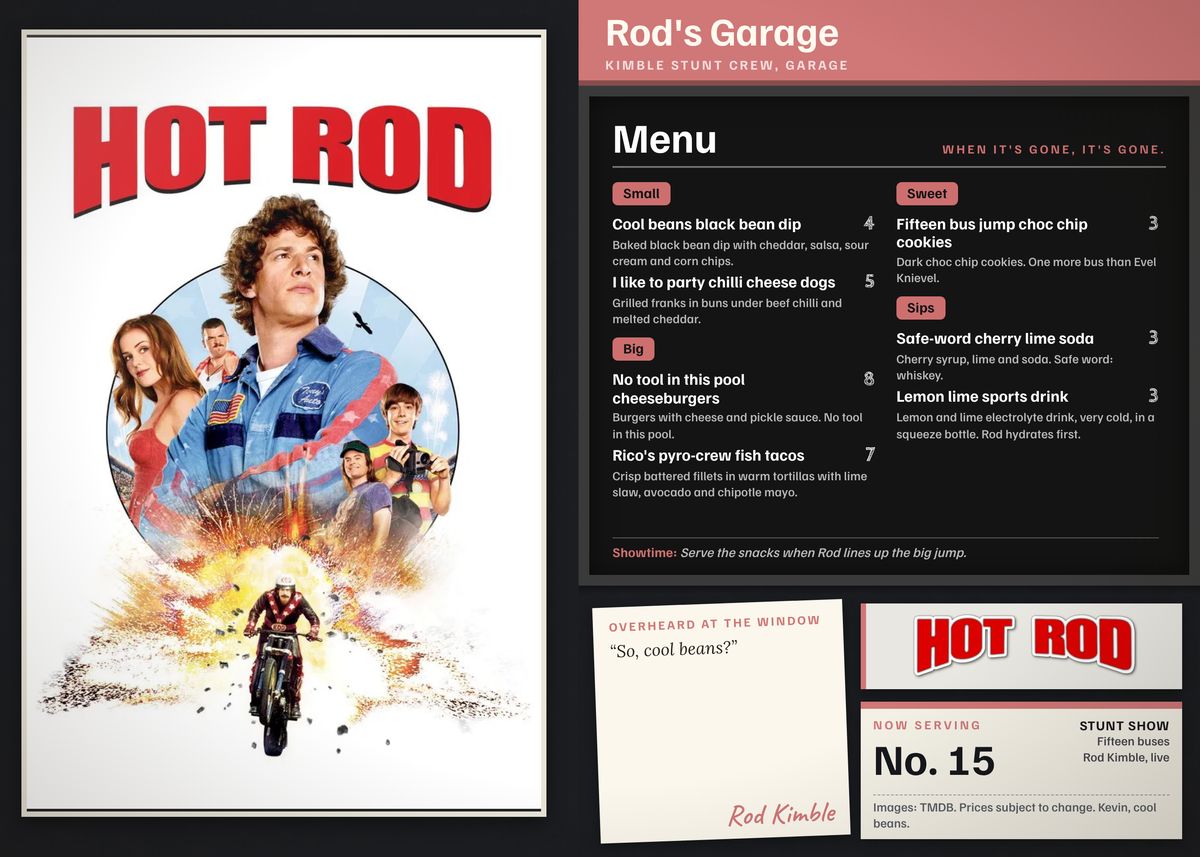 HOT ROD
Tony's
Auto
Rod's Garage
KIMBLE STUNT CREW, GARAGE
Menu
WHEN IT'S GONE, IT'S GONE.
Small
Cool beans black bean dip 4
Baked black bean dip with cheddar, salsa, sour
cream and corn chips.
I like to party chilli cheese dogs 5
Grilled franks in buns under beef chilli and
melted cheddar.
Big
No tool in this pool 8
cheeseburgers
Burgers with cheese and pickle sauce. No tool
in this pool.
Rico's pyro-crew fish tacos 7
Crisp battered fillets in warm tortillas with lime
slaw, avocado and chipotle mayo.
Sweet
Fifteen bus jump choc chip 3
cookies
Dark choc chip cookies. One more bus than Evel
Knievel.
Sips
Safe-word cherry lime soda 3
Cherry syrup, lime and soda. Safe word:
whiskey.
Lemon lime sports drink 3
Lemon and lime electrolyte drink, very cold, in a
squeeze bottle. Rod hydrates first.
Showtime: Serve the snacks when Rod lines up the big jump.
OVERHEARD AT THE WINDOW
“So, cool beans?”
Rod Kimble
HOT ROD
NOW SERVING
No. 15
STUNT SHOW
Fifteen buses
Rod Kimble, live
Images: TMDB. Prices subject to change. Kevin, cool
beans.